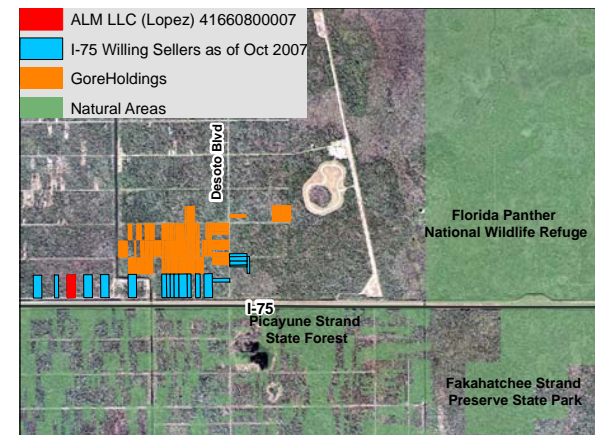 ALM LLC (Lopez) 41660800007
I-75 Willing Sellers as of Oct 2007
GoreHoldings
Natural Areas
Desoto Blvd
Florida Panther
National Wildlife Refuge
I-75
Picayune Strand
State Forest
Fakahatchee Strand
Preserve State Park